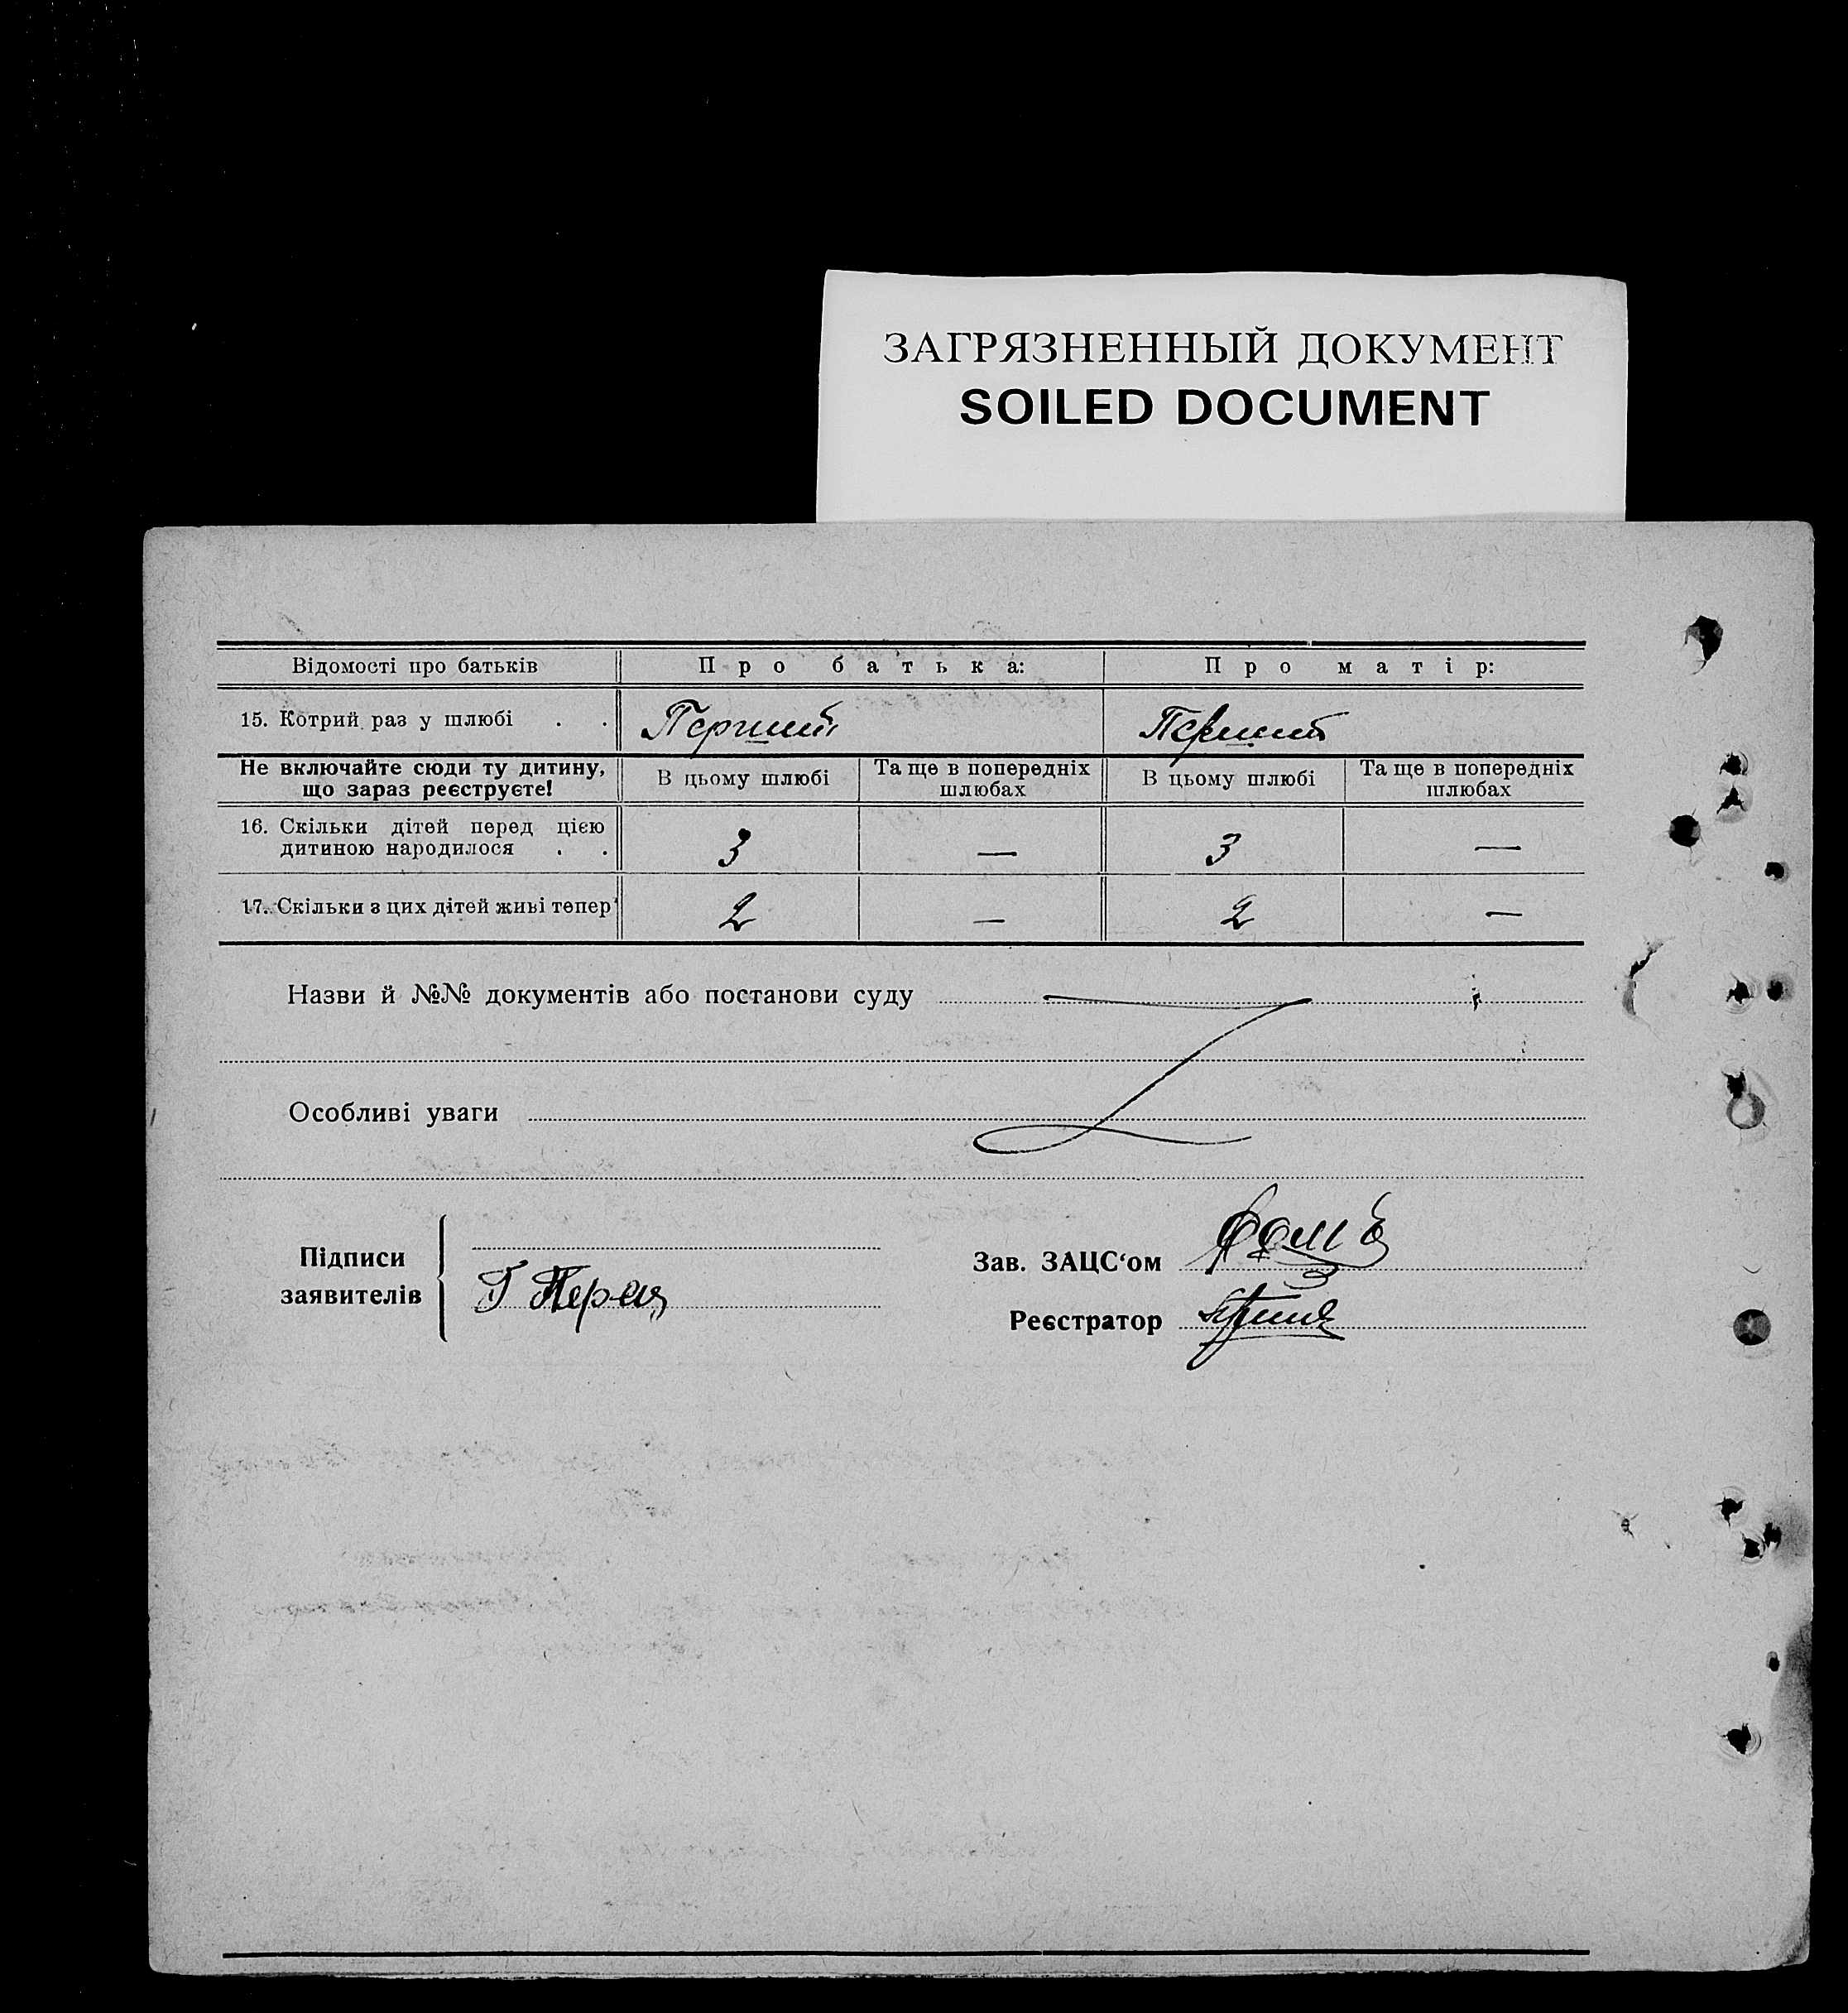 ЗАГРЯЗНЕННЫЙ ДОКУМЕНТ
SOILED DOCUMENT
Відомості про батьків Про батька: Про матір:
15. Котрий раз у шлюбі . . Перший Перший
Не включайте сюди ту дитину, що зараз реєструєте! В цьому шлюбі Та ще в попередніх шлюбах В цьому шлюбі Та ще в попередніх шлюбах
16. Скільки дітей перед цією
дитиною народилося . . 3 — 3 —
17. Скільки з цих дітей живі тепер 2 — 2 —
Назви й №№ документів або постанови суду
Особливі уваги
Підписи
заявителів
Г
Зав. ЗАЦС‘ом
Реєстратор